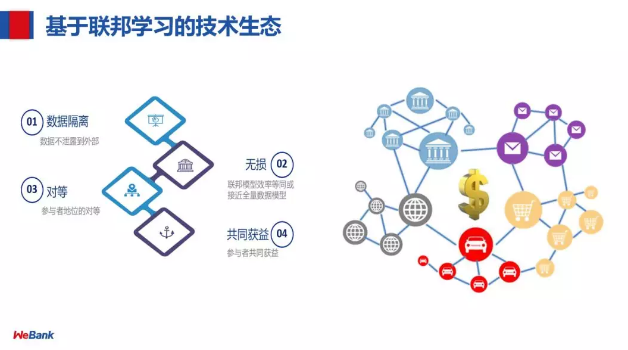 基于联邦学习的技术生态
01 数据隔离
数据不泄露到外部
无损 02
联邦模型效率等同或
接近全量数据模型
03 对等
参与者地位的对等
共同获益 04
参与者共同获益
WeBank